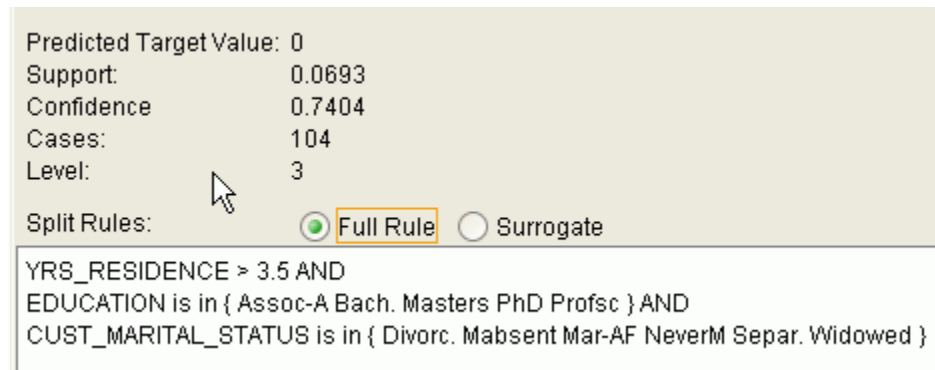 Predicted Target Value: 0
Support: 0.0693
Confidence 0.7404
Cases: 104
Level: 3
Split Rules: Full Rule Surrogate
YRS_RESIDENCE > 3.5 AND
EDUCATION is in { Assoc-A Bach. Masters PhD Profsc } AND
CUST_MARITAL_STATUS is in { Divorc. Mabsent Mar-AF NeverM Separ. Widowed }